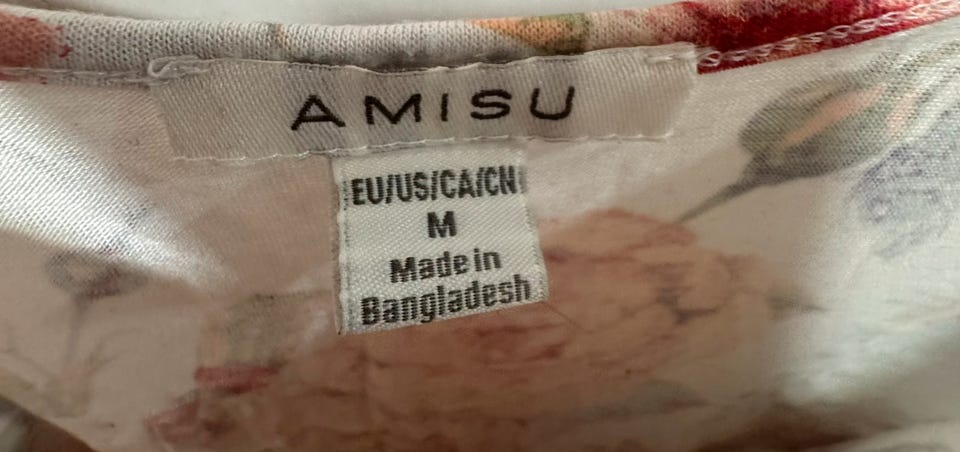 AMISU
EU/US/CA/CN
M
Made in
Bangladesh